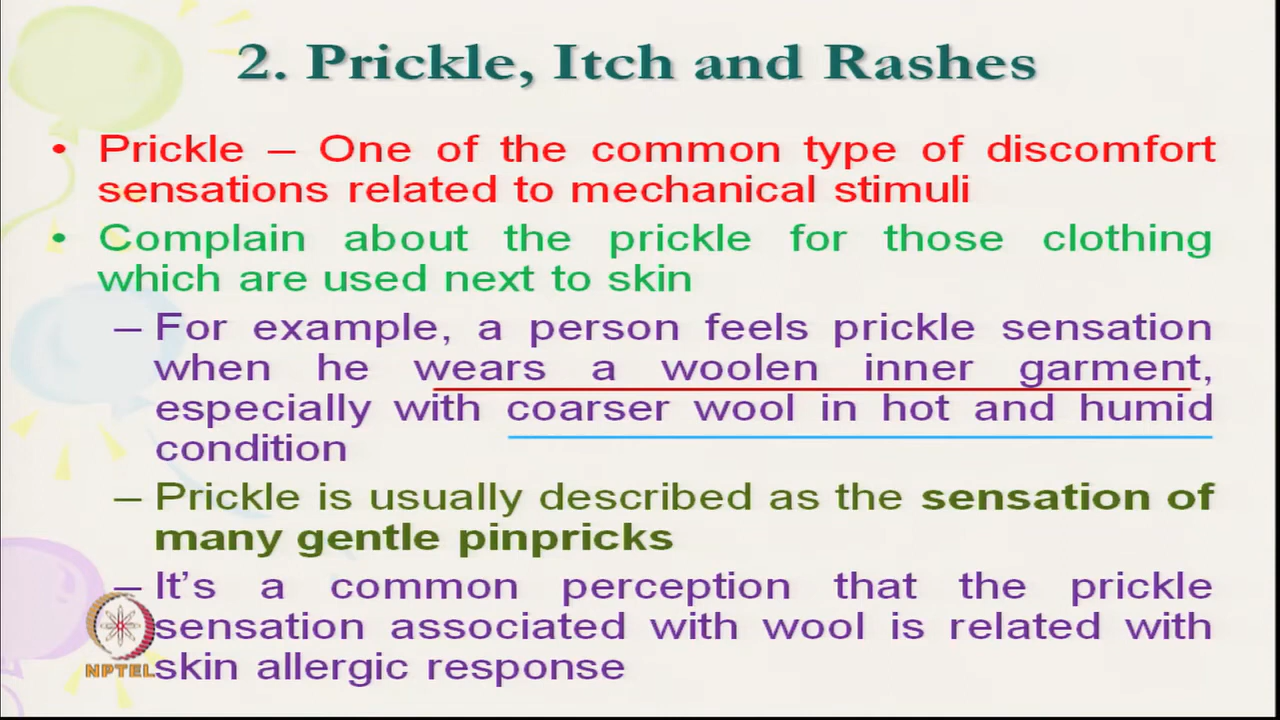 2. Prickle, Itch and Rashes
• Prickle – One of the common type of discomfort
sensations related to mechanical stimuli
• Complain about the prickle for those clothing
which are used next to skin
– For example, a person feels prickle sensation
when he wears a woolen inner garment,
especially with coarser wool in hot and humid
condition
– Prickle is usually described as the sensation of
many gentle pinpricks
– It's a common perception that the prickle
sensation associated with wool is related with
skin allergic response
NPTEL